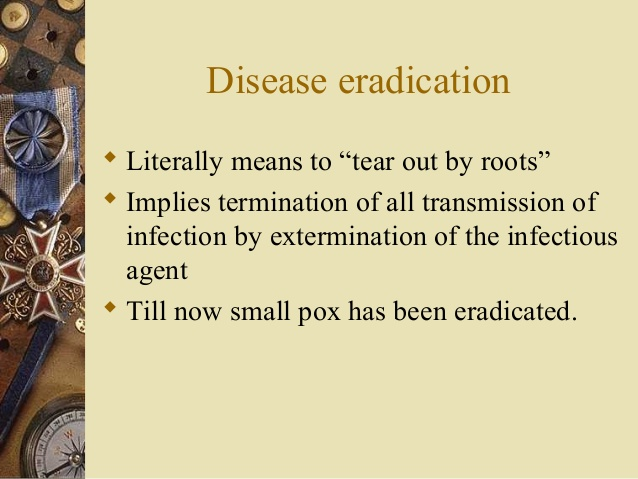 Disease eradication
Literally means to “tear out by roots”
Implies termination of all transmission of
infection by extermination of the infectious
agent
Till now small pox has been eradicated.